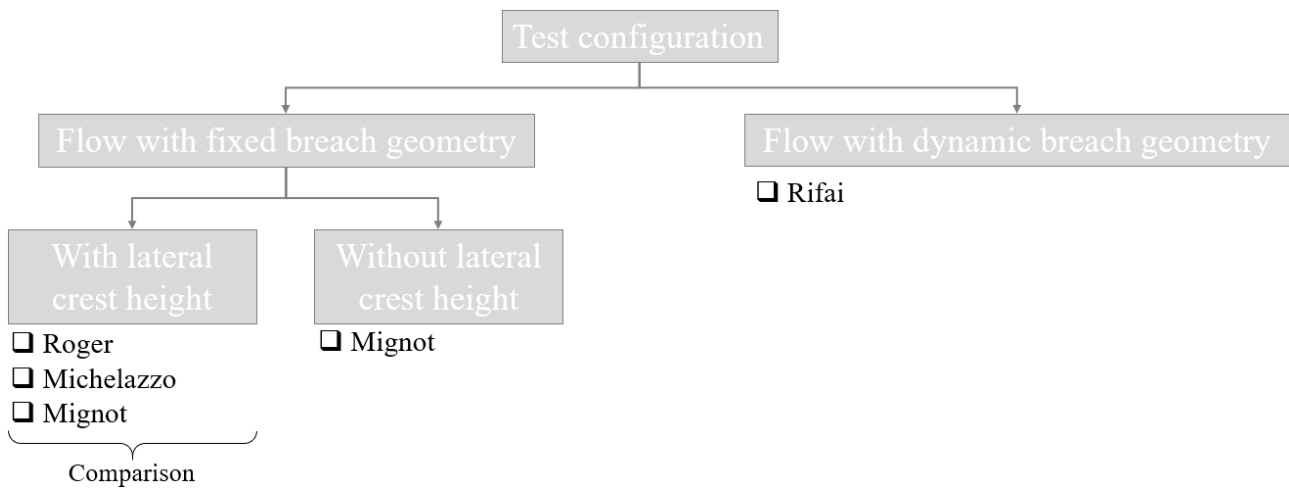 Test configuration
Flow with fixed breach geometry
Flow with dynamic breach geometry
❑ Rifai
With lateral
crest height
Without lateral
crest height
❑ Roger
❑ Michelazzo
❑ Mignot
❑ Mignot
Comparison